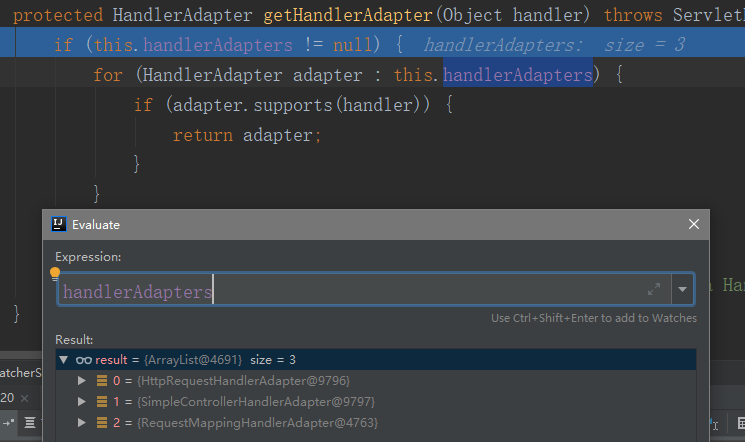 protected HandlerAdapter getHandlerAdapter(Object handler) throws Servlet
if (this.handlerAdapters != null) { handlerAdapters: size = 3
for (HandlerAdapter adapter : this.handlerAdapters) {
if (adapter.supports(handler)) {
return adapter;
}
}
Evaluate
Expression:
handlerAdapters
Han
}
Use Ctrl+Shift+Enter to add to Watches
Result:
result = {ArrayList@4691} size = 3
atcherS
0 = {HttpRequestHandlerAdapter@9796}
20
1 = {SimpleControllerHandlerAdapter@9797}
2 = {RequestMappingHandlerAdapter@4763}